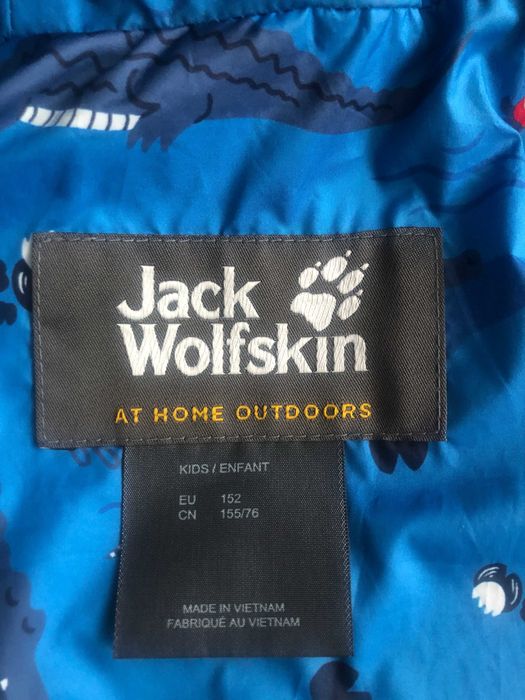 Jack
Wolfskin
AT HOME OUTDOORS
KIDS / ENFANT
EU 152
CN 155/76
MADE IN VIETNAM
FABRIQUÉ AU VIETNAM